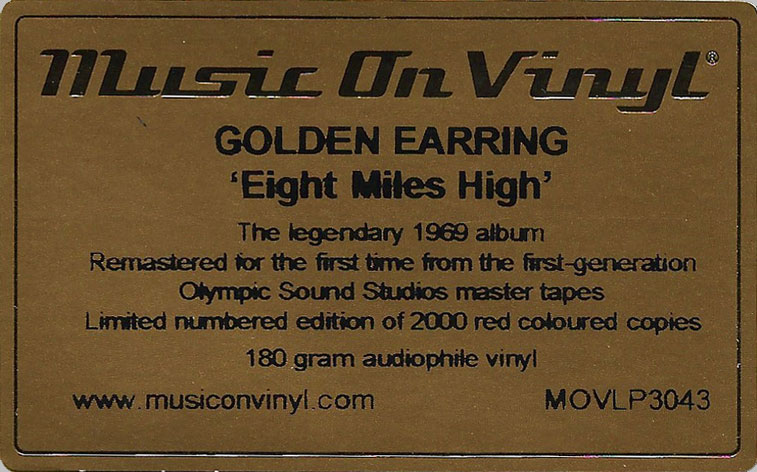 Music On Vinyl®
GOLDEN EARRING
‘Eight Miles High’
The legendary 1969 album
Remastered for the first time from the first-generation
Olympic Sound Studios master tapes
Limited numbered edition of 2000 red coloured copies
180 gram audiophile vinyl
www.musiconvinyl.com MOVLP3043